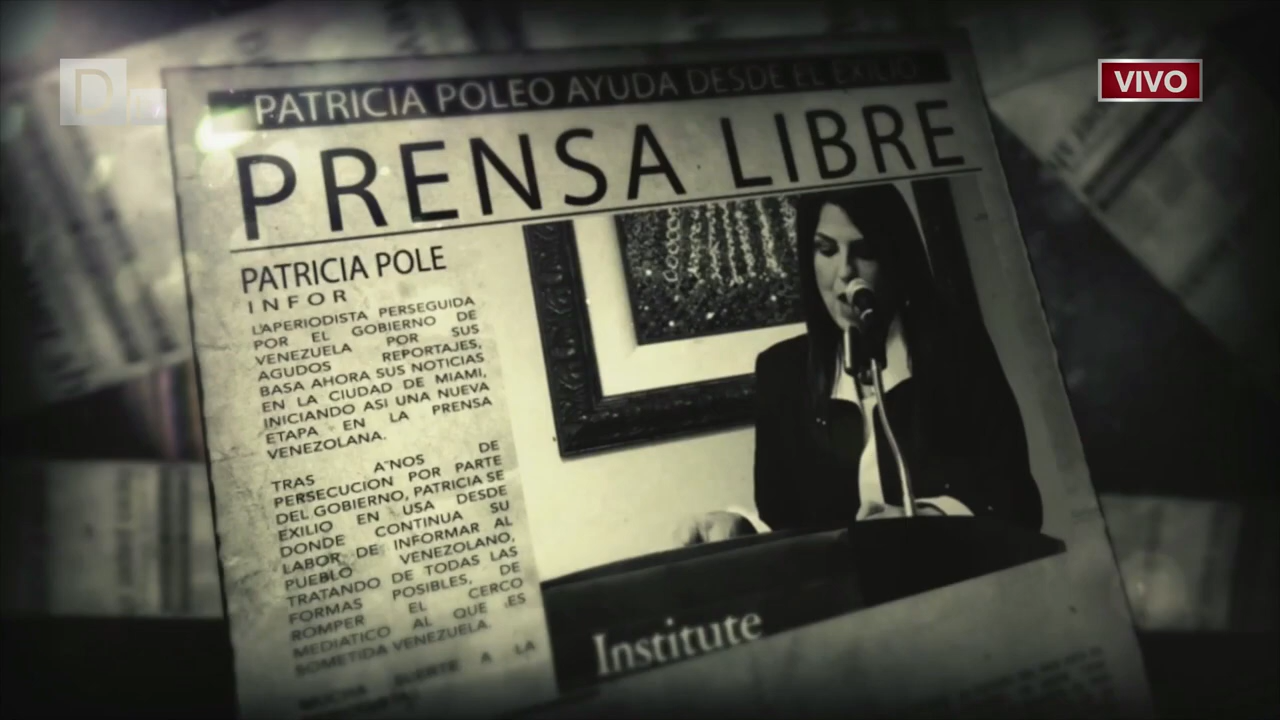 VIVO
PATRICIA POLEO AYUDA DESDE EL EXILIO
PRENSA LIBRE
PATRICIA POLE
INFOR
LAPERIODISTA PERSEGUIDA
POR EL GOBIERNO DE
VENEZUELA POR SUS
AGUDOS REPORTAJES,
BASA AHORA SUS NOTICIAS
EN LA CIUDAD DE MIAMI,
INICIANDO ASI UNA NUEVA
ETAPA EN LA PRENSA
VENEZOLANA.
TRAS A˜NOS DE
PERSECUCION POR PARTE
DEL GOBIERNO, PATRICIA SE
EXILIO EN USA DESDE
DONDE CONTINUA SU
LABOR DE INFORMAR AL
PUEBLO VENEZOLANO,
TRATANDO DE TODAS LAS
FORMAS POSIBLES, DE
ROMPER EL CERCO
MEDIATICO AL QUE ES
SOMETIDA VENEZUELA.
MUCHA SUERTE A LA
Institute